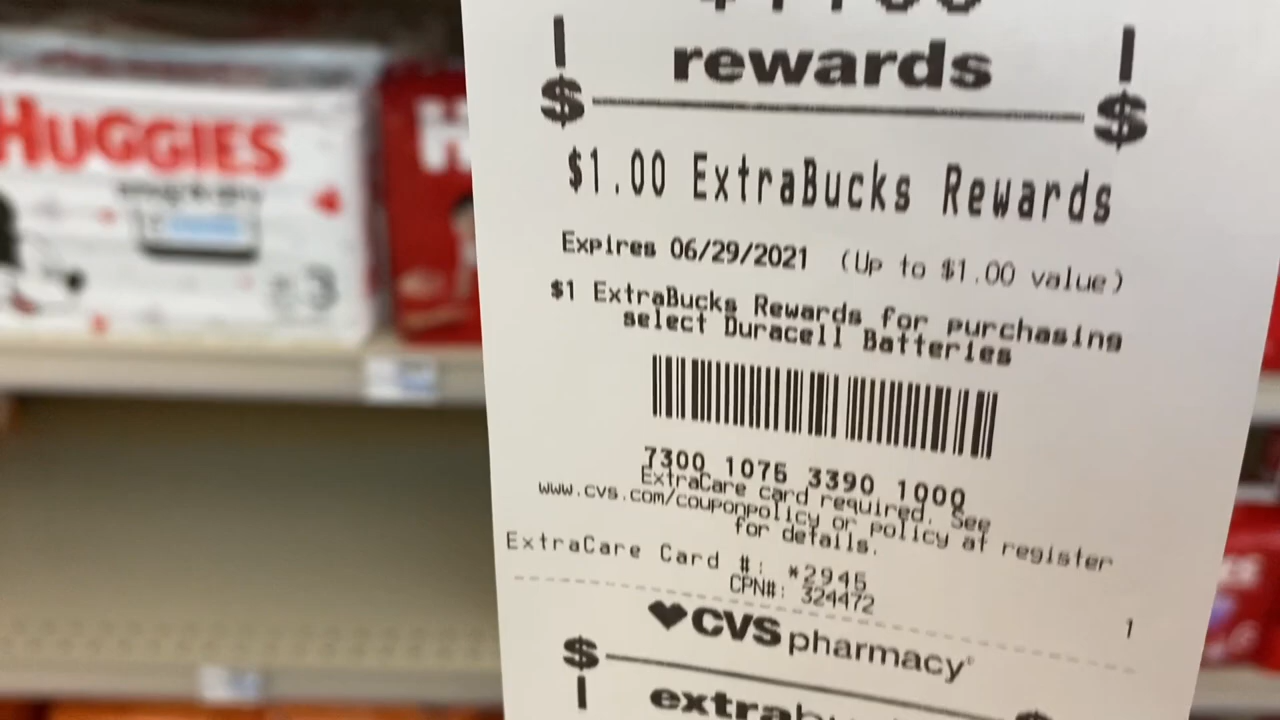 HUGGIES
rewards
$ $
$1.00 ExtraBucks Rewards
Expires 06/29/2021 (Up to $1.00 value)
$1 ExtraBucks Rewards for purchasing
select Duracell Batteries
7300 1075 3390 1000
ExtraCare card required. See
www.cvs.com/couponpolicy or policy at register
for details.
ExtraCare Card #: *2945
CPN#: 324472
1
CVS pharmacy
$